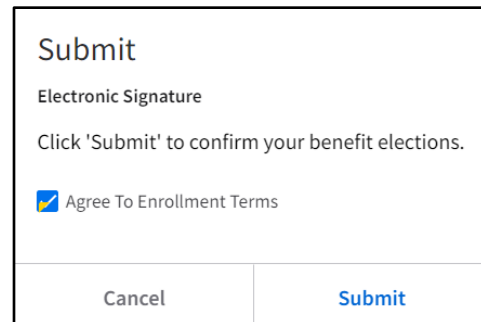 Submit
Electronic Signature
Click 'Submit' to confirm your benefit elections.
Agree To Enrollment Terms
Cancel
Submit